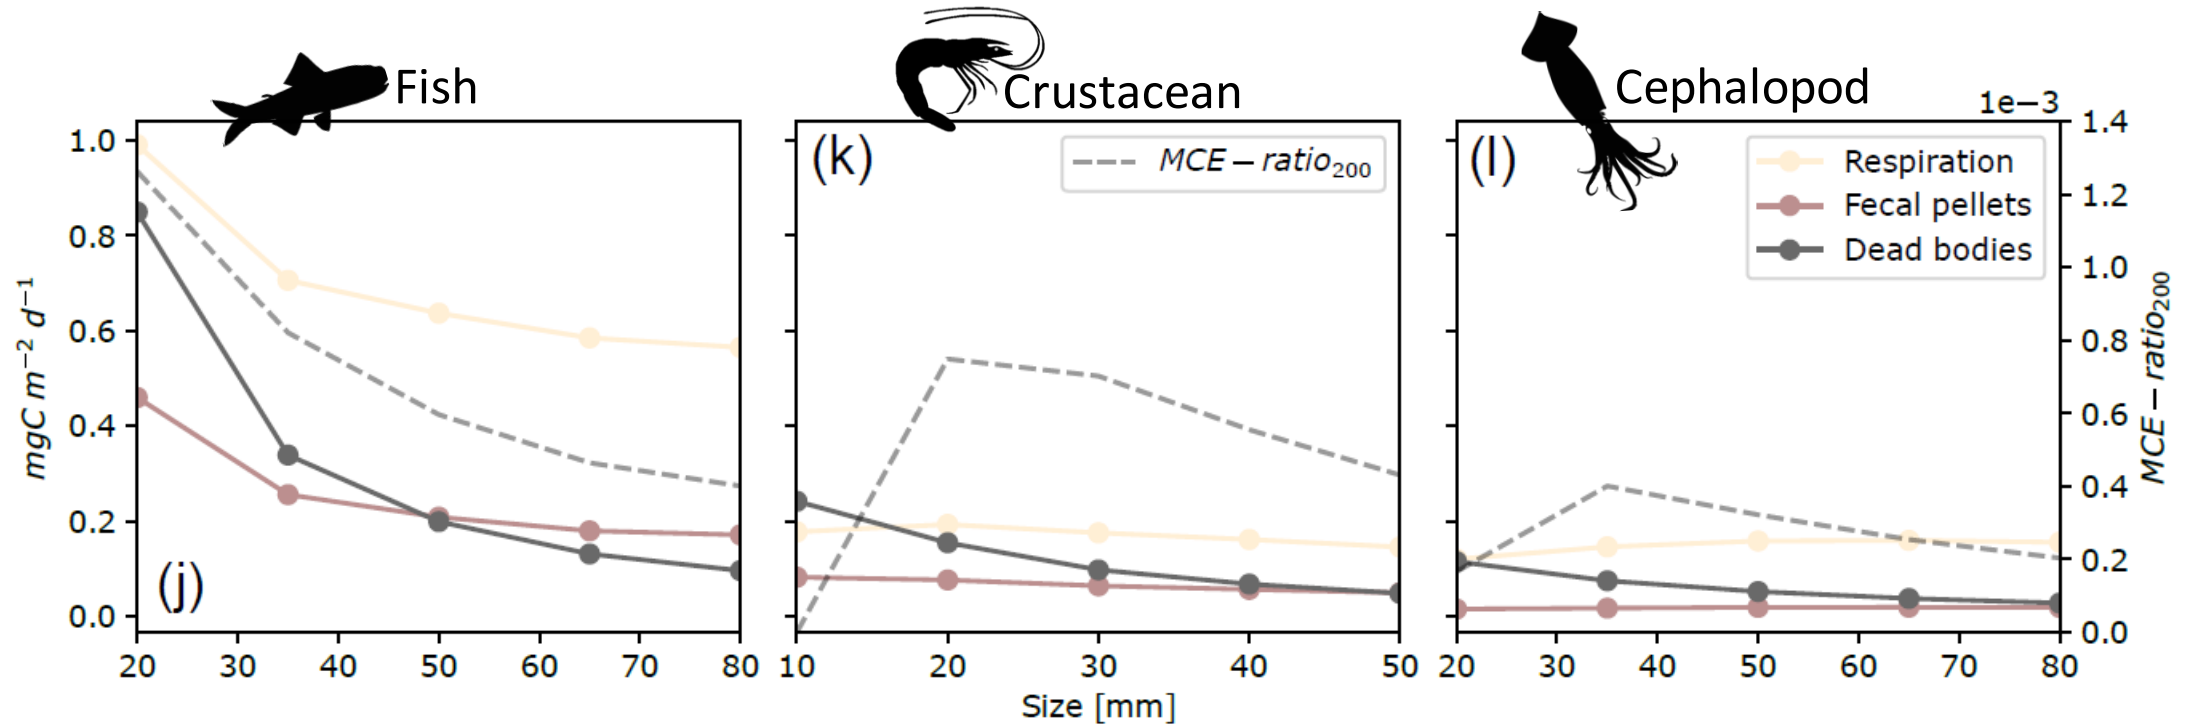 Fish
Crustacean
Cephalopod
1e−3
(j)
(k)
(l)
MCE − ratio₂₀₀
Respiration
Fecal pellets
Dead bodies
mgC m⁻² d⁻¹
1.0
0.8
0.6
0.4
0.2
0.0
20 30 40 50 60 70 80
10 20 30 40 50
20 30 40 50 60 70 80
Size [mm]
1.4
1.2
1.0
0.8
0.6
0.4
0.2
0.0
MCE − ratio₂₀₀